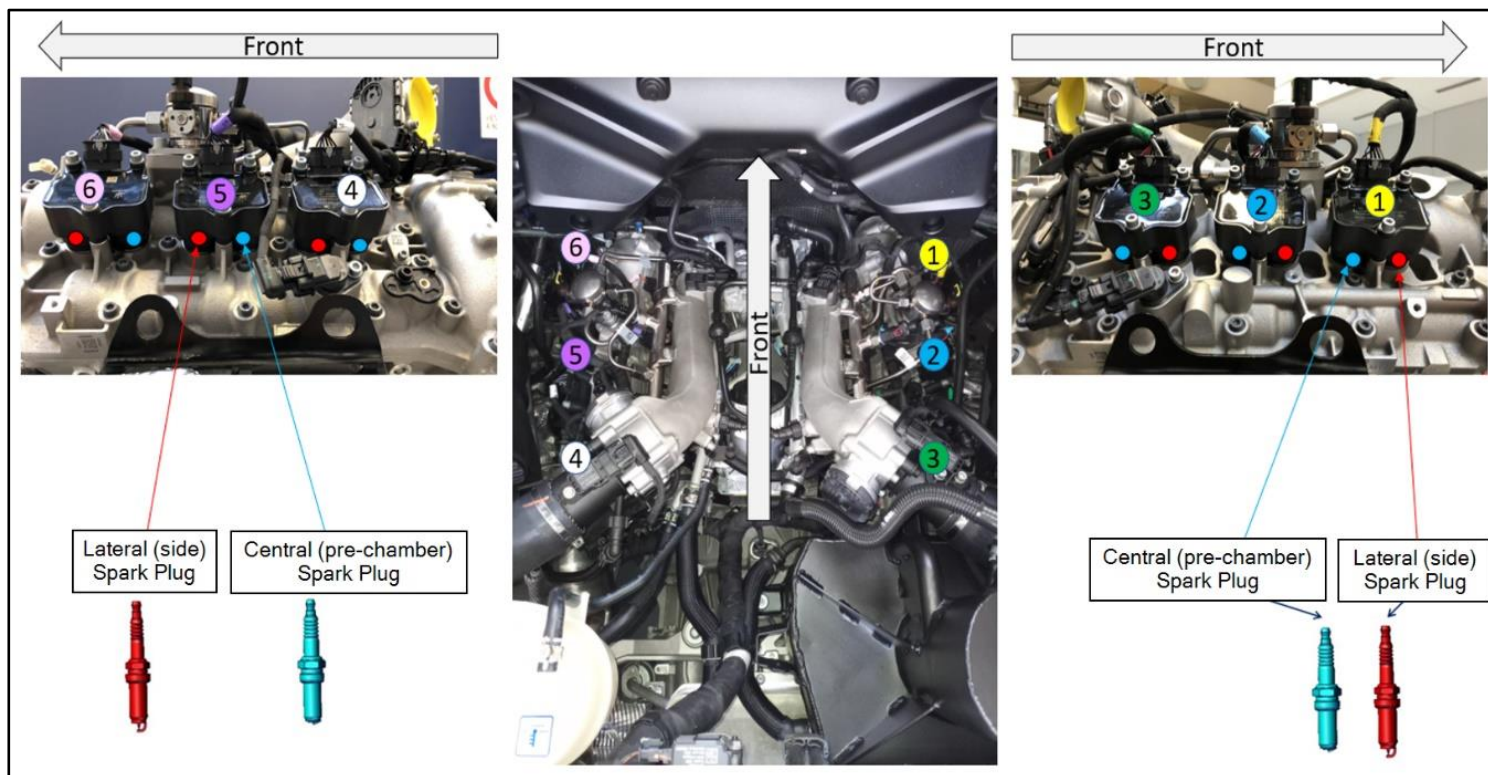 Front
Front
6
5
4
3
2
1
6
1
5
2
4
3
Front
Lateral (side)
Spark Plug
Central (pre-chamber)
Spark Plug
Central (pre-chamber)
Spark Plug
Lateral (side)
Spark Plug